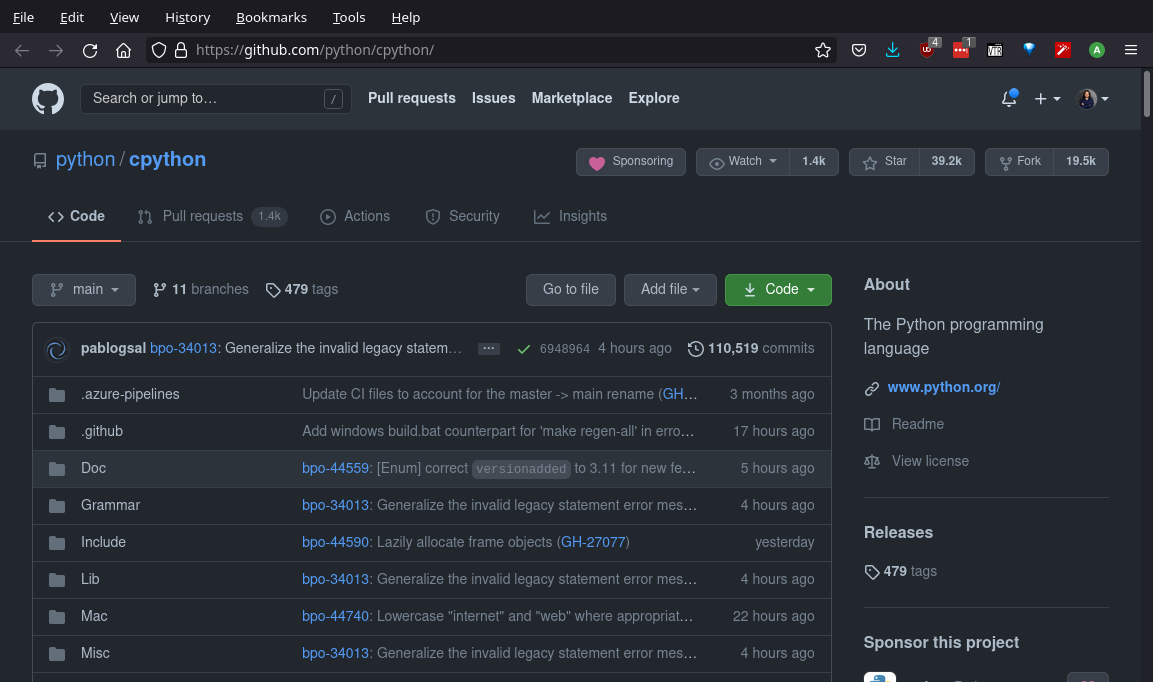 File Edit View History Bookmarks Tools Help
https://github.com/python/cpython/ 4 1 VTR A
Search or jump to… / Pull requests Issues Marketplace Explore
python / cpython Sponsoring Watch 1.4k Star 39.2k Fork 19.5k
Code Pull requests 1.4k Actions Security Insights
main 11 branches 479 tags Go to file Add file Code
pablogsal bpo-34013: Generalize the invalid legacy statem… ... 6948964 4 hours ago 110,519 commits
.azure-pipelines Update CI files to account for the master -> main rename (GH… 3 months ago
.github Add windows build.bat counterpart for 'make regen-all' in erro… 17 hours ago
Doc bpo-44559: [Enum] correct versionadded to 3.11 for new fe… 5 hours ago
Grammar bpo-34013: Generalize the invalid legacy statement error mes… 4 hours ago
Include bpo-44590: Lazily allocate frame objects (GH-27077) yesterday
Lib bpo-34013: Generalize the invalid legacy statement error mes… 4 hours ago
Mac bpo-44740: Lowercase "internet" and "web" where appropriat… 22 hours ago
Misc bpo-34013: Generalize the invalid legacy statement error mes… 4 hours ago
About
The Python programming
language
www.python.org/
Readme
View license
Releases
479 tags
Sponsor this project